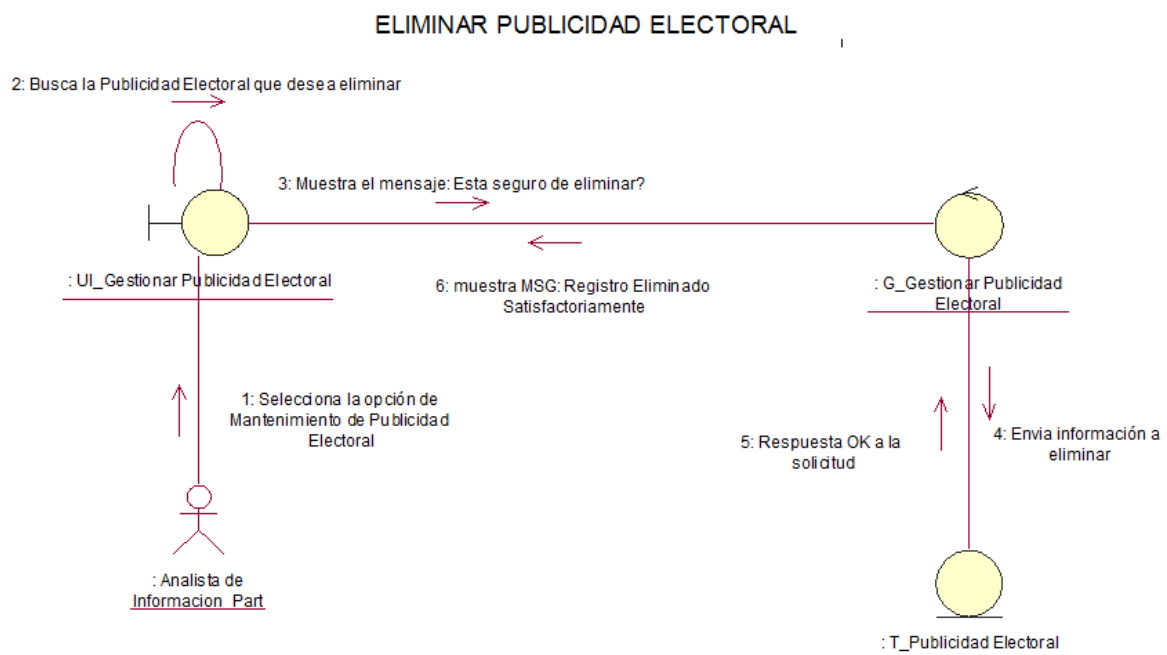 ELIMINAR PUBLICIDAD ELECTORAL
2: Busca la Publicidad Electoral que desea eliminar
3: Muestra el mensaje: Esta seguro de eliminar?
: UI_Gestionar Publicidad Electoral
6: muestra MSG: Registro Eliminado
Satisfactoriamente
: G_Gestionar Publicidad
Electoral
1: Selecciona la opción de
Mantenimiento de Publicidad
Electoral
5: Respuesta OK a la
solicitud
4: Envia información a
eliminar
: Analista de
Informacion_Part
: T_Publicidad Electoral